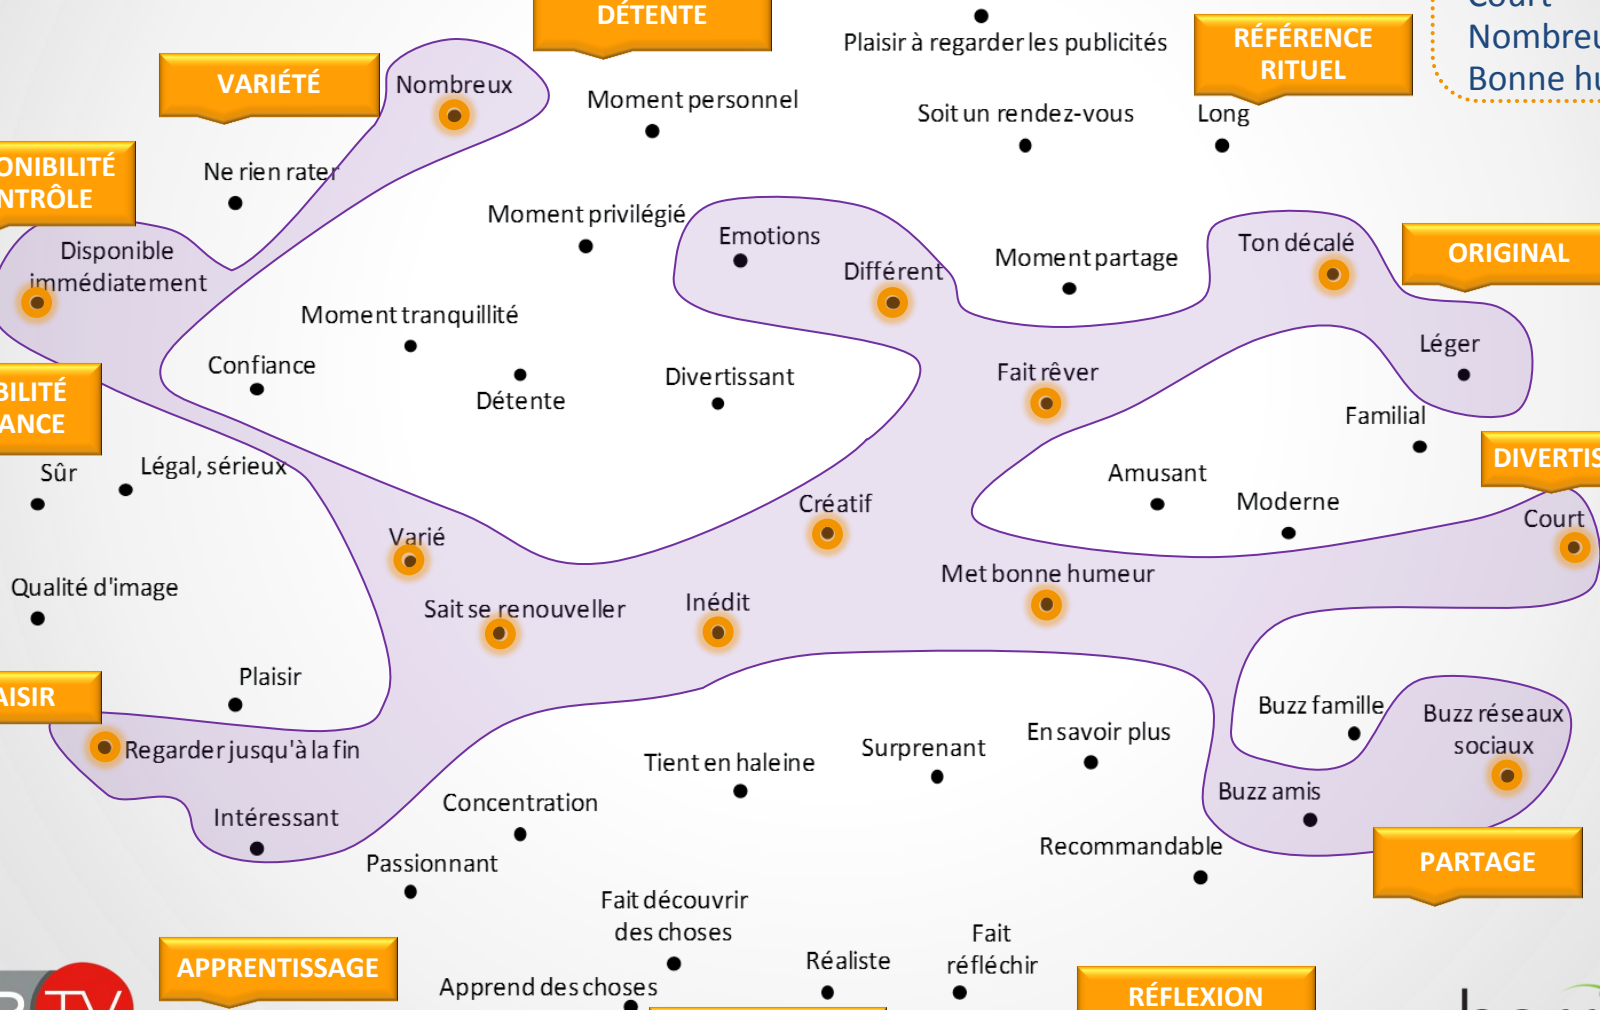 DÉTENTE
Court
Plaisir à regarder les publicités
RÉFÉRENCE
RITUEL
Nombreu
Bonne hu
VARIÉTÉ
Nombreux
Moment personnel
Soit un rendez-vous
Long
ONIBILITÉ
NTRÔLE
Ne rien rater
Moment privilégié
Emotions
Ton décalé
Disponible
immédiatement
Différent
Moment partage
ORIGINAL
Moment tranquillité
Léger
Confiance
Divertissant
Fait rêver
BILITÉ
ANCE
Détente
Familial
Sûr
Légal, sérieux
Amusant
DIVERTIS
Créatif
Moderne
Court
Varié
Qualité d'image
Met bonne humeur
Sait se renouveller
Inédit
Plaisir
AISIR
Buzz famille
Buzz réseaux
sociaux
Regarder jusqu'à la fin
Tient en haleine
Surprenant
En savoir plus
Intéressant
Concentration
Buzz amis
Passionnant
Recommandable
PARTAGE
Fait découvrir
des choses
Fait
réfléchir
APPRENTISSAGE
Réaliste
Apprend des choses
RÉFLEXION
TV